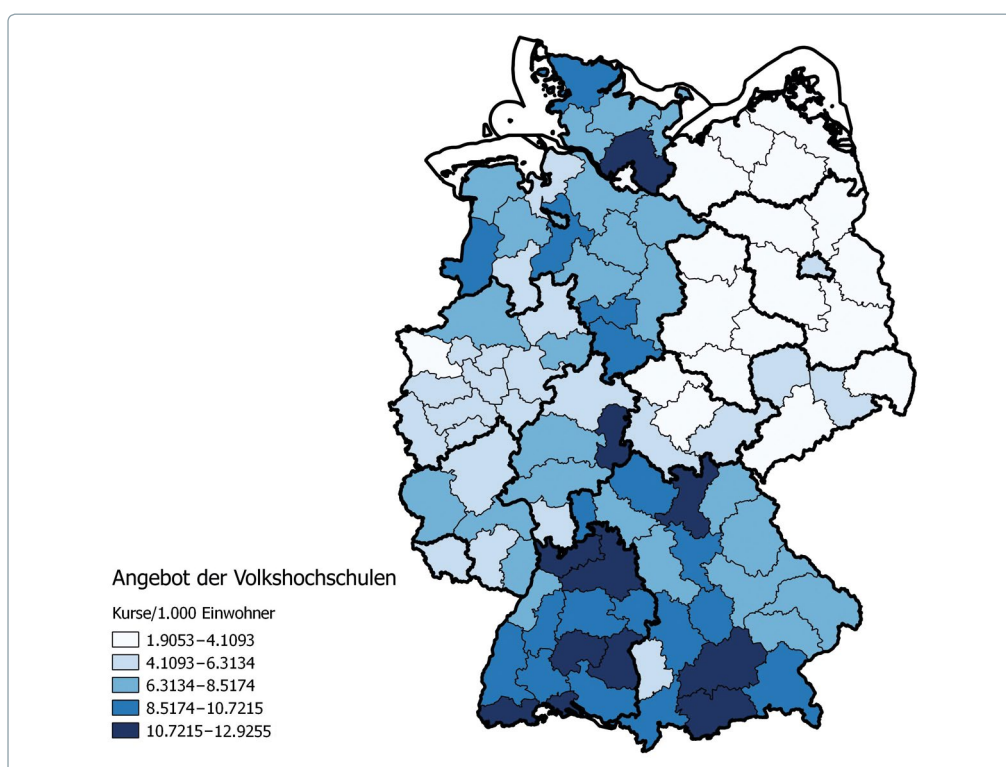 Angebot der Volkshochschulen
Kurse/1.000 Einwohner
1.9053–4.1093
4.1093–6.3134
6.3134–8.5174
8.5174–10.7215
10.7215–12.9255